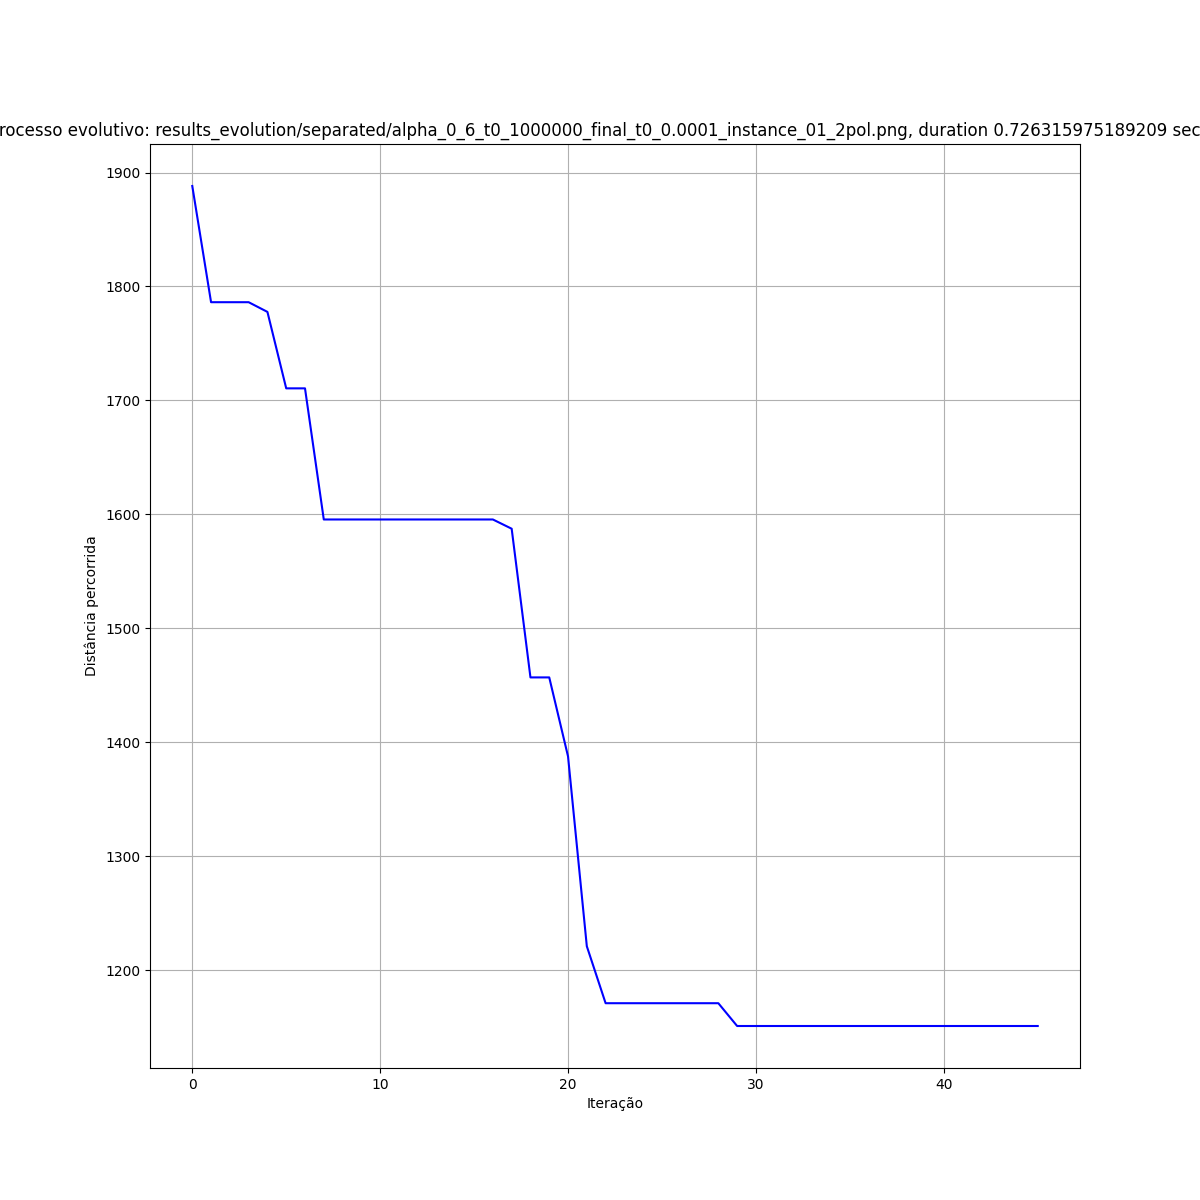 rocesso evolutivo: results_evolution/separated/alpha_0_6_t0_1000000_final_t0_0.0001_instance_01_2pol.png, duration 0.726315975189209 sec
1900
1800
1700
1600
1500
1400
1300
1200
Distância percorrida
0 10 20 30 40
Iteração